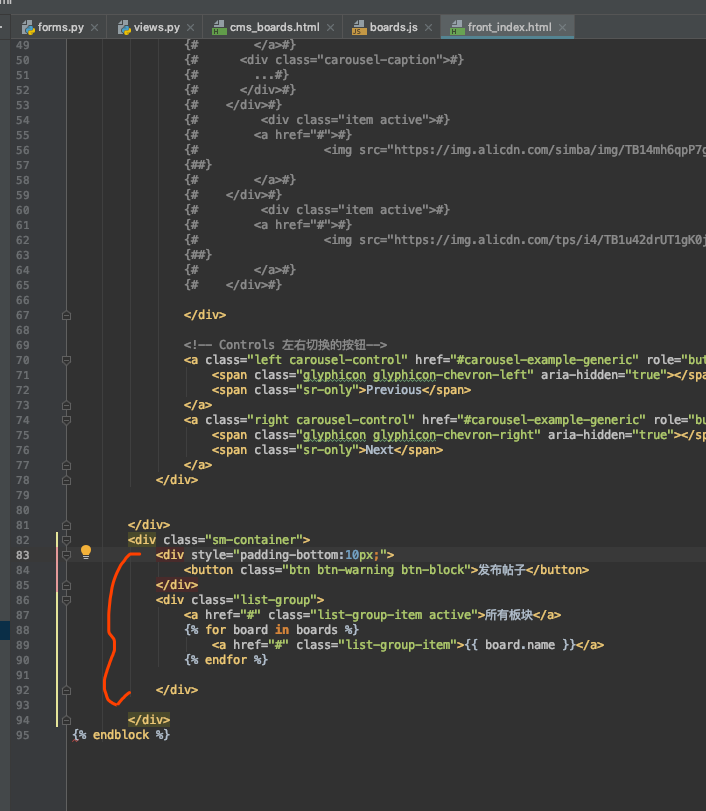 ml
forms.py views.py cms_boards.html boards.js front_index.html
49 {# </a>#}
50 {# <div class="carousel-caption">#}
51 {# ...#}
52 {# </div>#}
53 {# </div>#}
54 {# <div class="item active">#}
55 {# <a href="#">#}
56 {# <img src="https://img.alicdn.com/simba/img/TB14mh6qpP7g
57 {##}
58 {# </a>#}
59 {# </div>#}
60 {# <div class="item active">#}
61 {# <a href="#">#}
62 {# <img src="https://img.alicdn.com/tps/i4/TB1u42drUT1gK0j
63 {##}
64 {# </a>#}
65 {# </div>#}
66
67 </div>
68
69 <!-- Controls 左右切换的按钮-->
70 <a class="left carousel-control" href="#carousel-example-generic" role="but
71 <span class="glyphicon glyphicon-chevron-left" aria-hidden="true"></sp
72 <span class="sr-only">Previous</span>
73 </a>
74 <a class="right carousel-control" href="#carousel-example-generic" role="bu
75 <span class="glyphicon glyphicon-chevron-right" aria-hidden="true"></s
76 <span class="sr-only">Next</span>
77 </a>
78 </div>
79
80
81 </div>
82 <div class="sm-container">
83 <div style="padding-bottom:10px;">
84 <button class="btn btn-warning btn-block">发布帖子</button>
85 </div>
86 <div class="list-group">
87 <a href="#" class="list-group-item active">所有板块</a>
88 {% for board in boards %}
89 <a href="#" class="list-group-item">{{ board.name }}</a>
90 {% endfor %}
91
92 </div>
93
94 </div>
95 {% endblock %}